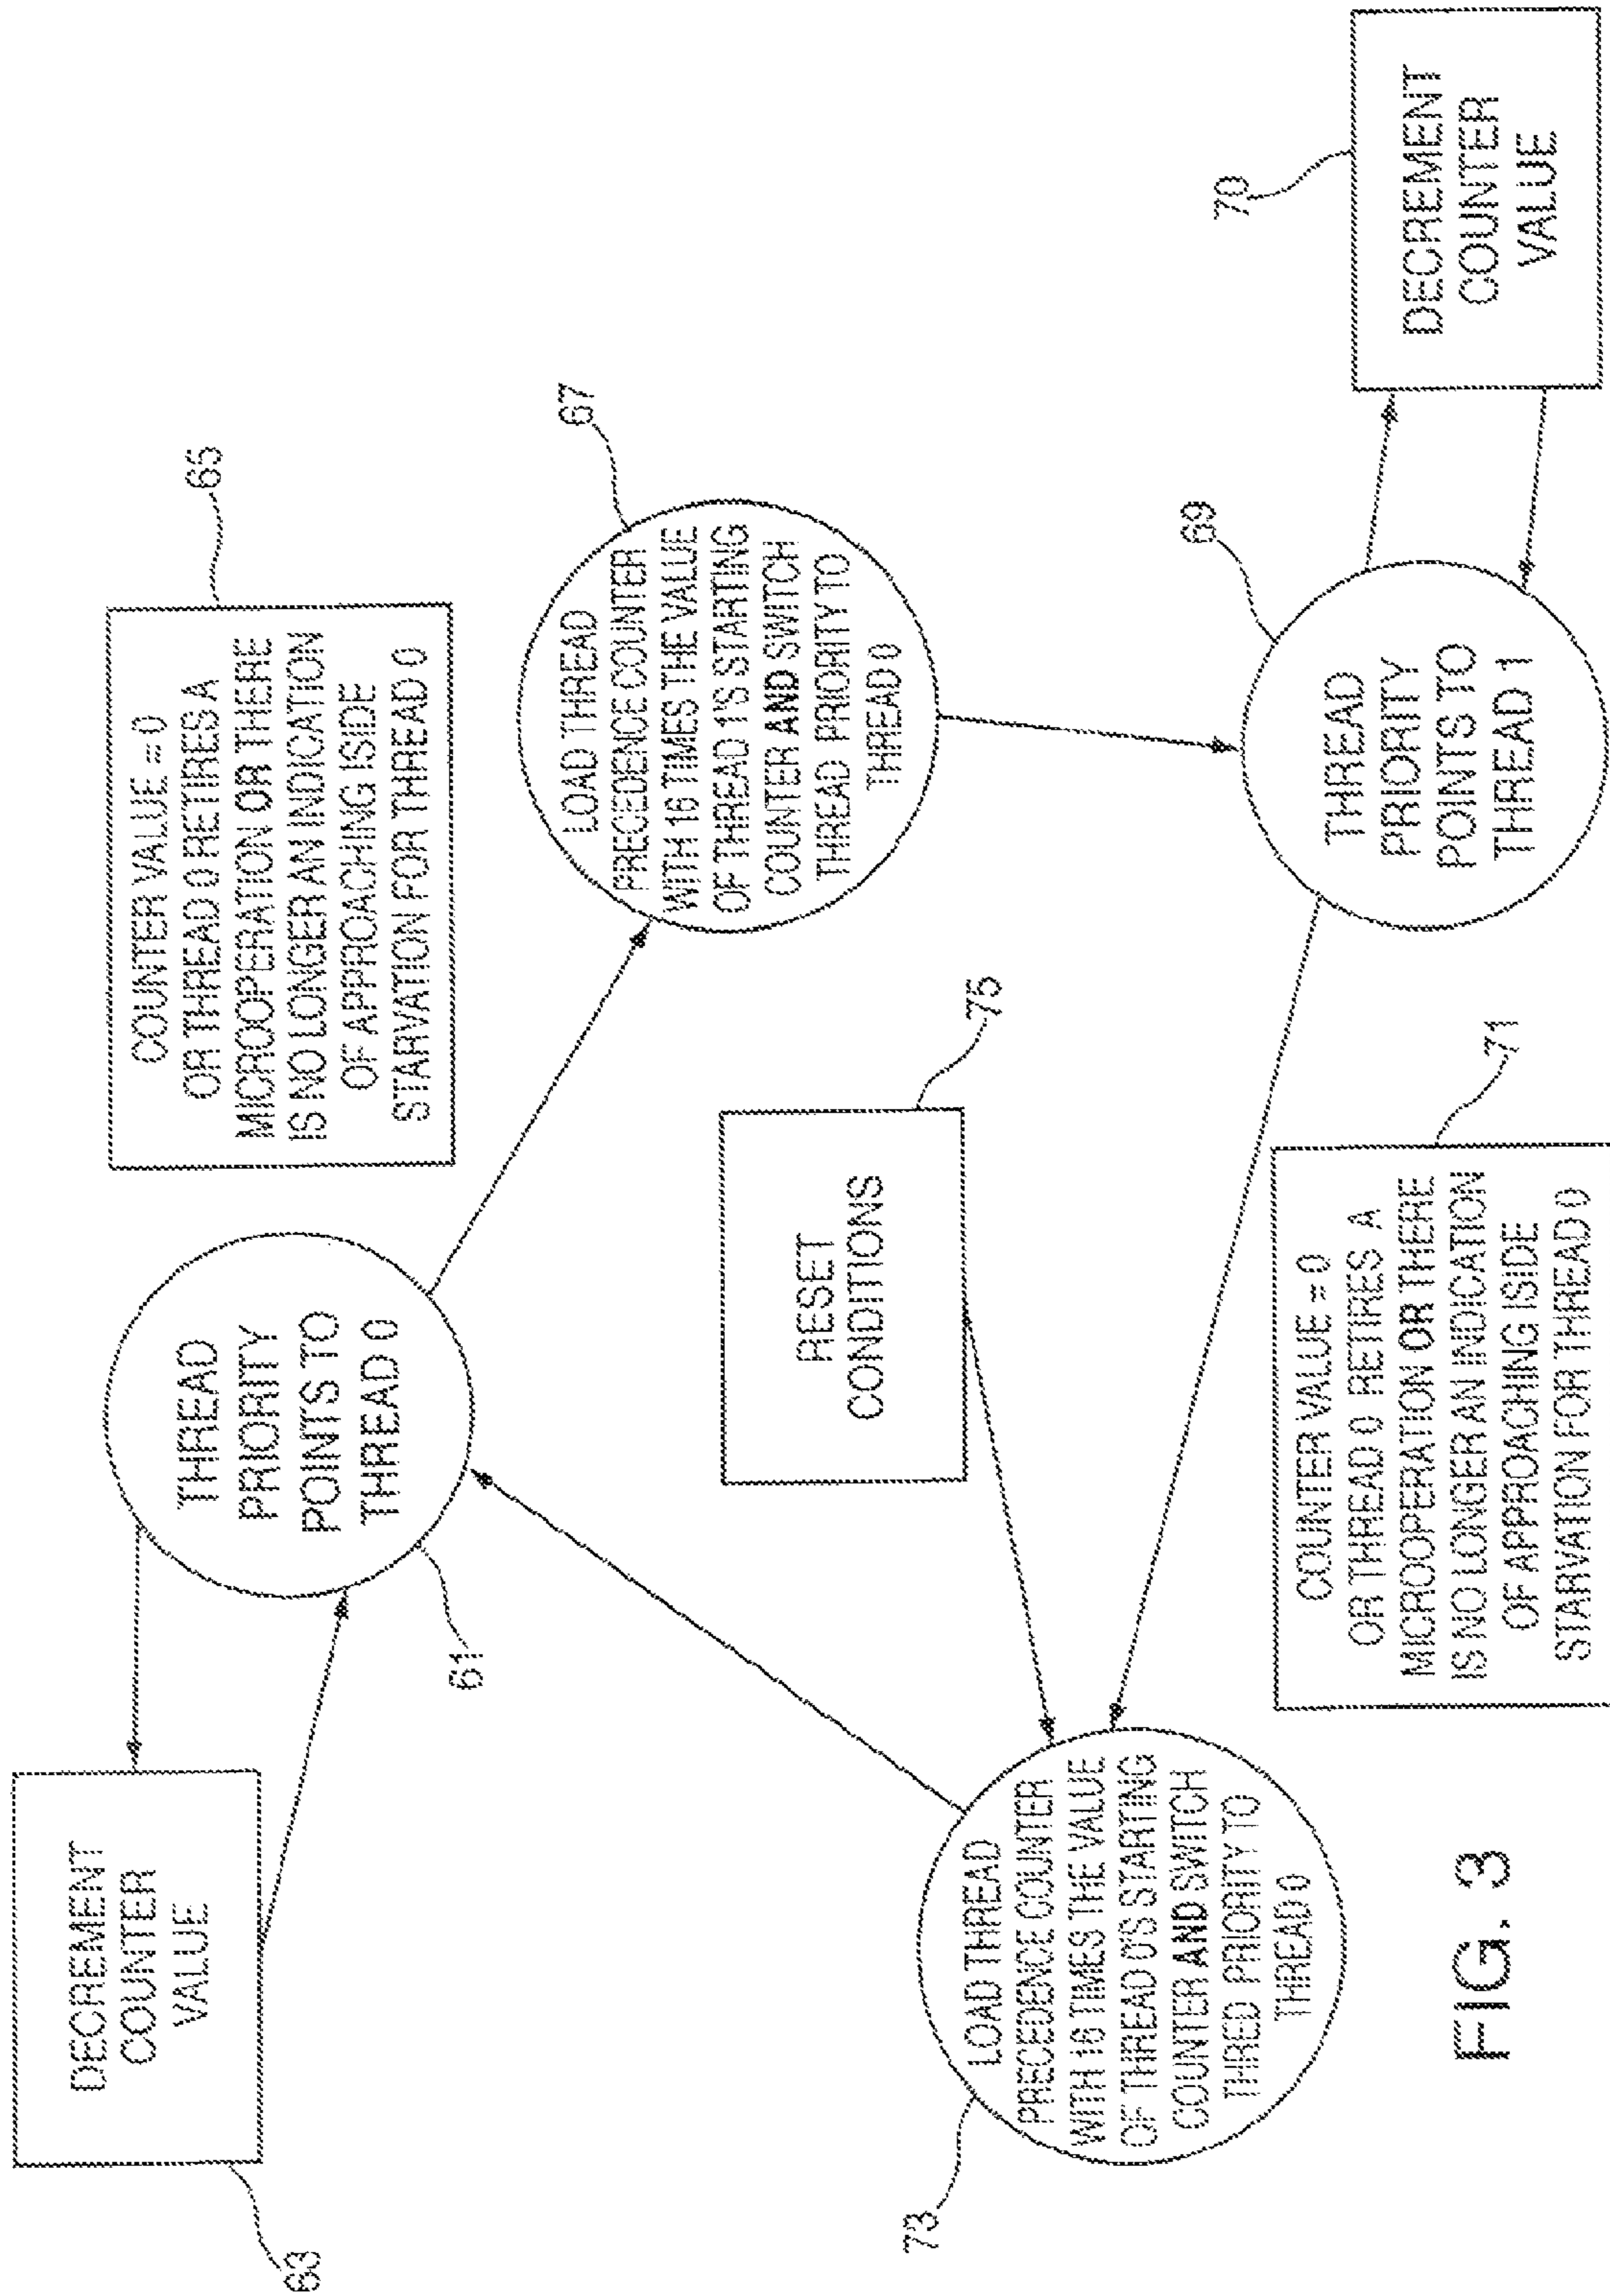 DECREMENT
COUNTER
VALUE
63
THREAD
PRIORITY
POINTS TO
THREAD 0
61
COUNTER VALUE = 0
OR THREAD 0 RETIRES A
MICROOPERATION OR THERE
IS NO LONGER AN INDICATION
OF APPROACHING ISIDE
STARVATION FOR THREAD 0
65
LOAD THREAD
PRECEDENCE COUNTER
WITH 16 TIMES THE VALUE
OF THREAD 1'S STARTING
COUNTER AND SWITCH
THREAD PRIORITY TO
THREAD 0
67
RESET
CONDITIONS
75
LOAD THREAD
PRECEDENCE COUNTER
WITH 16 TIMES THE VALUE
OF THREAD 0'S STARTING
COUNTER AND SWITCH
THRED PRIORITY TO
THREAD 0
73
COUNTER VALUE = 0
OR THREAD 0 RETIRES A
MICROOPERATION OR THERE
IS NO LONGER AN INDICATION
OF APPROACHING ISIDE
STARVATION FOR THREAD 0
71
THREAD
PRIORITY
POINTS TO
THREAD 1
69
DECREMENT
COUNTER
VALUE
70
FIG. 3